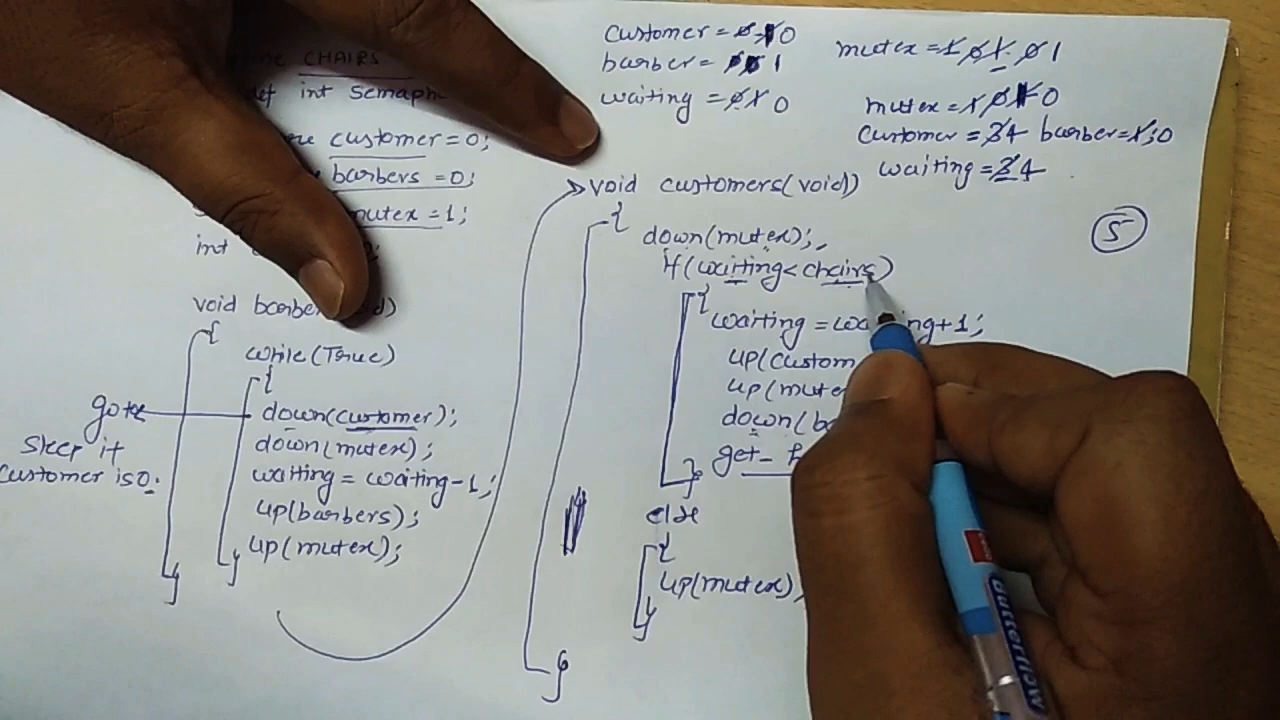 CHAIRS
int Semaph
customer=0;
barbers =0;
mutex =1;
int
void barbe
{
while(True)
{
down(customer);
down(mutex);
waiting = waiting-1;
up(barbers);
up(mutex);
}
}
goto
Sleep if
Customer is 0.
customer = 0 1 0
barber = 1
waiting = 0 1 0
mutex = 1 0 1 0 1
mutex = 1 0 1 0
customer = 3 4 barber = 1, 0
waiting = 3 4
5
void customers(void)
{
down(mutex);
if(waiting< chairs)
{
waiting = wa ng+1;
up(custom
up(mute
down(b
get_
}
else
{
up(mutex)
}
}
butterflow